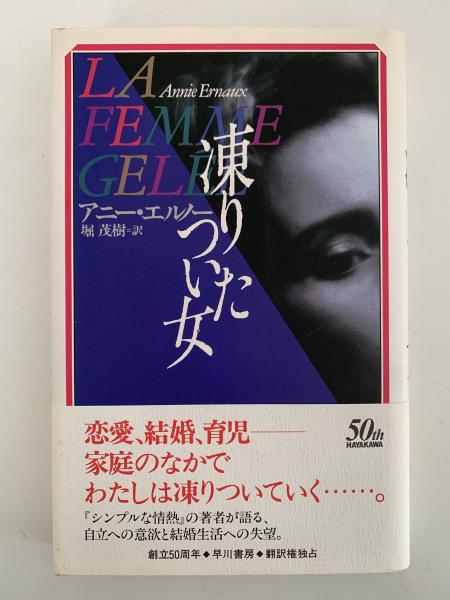 LA
Annie Ernaux
FEMME
GELÉE
アニー・エルノー
堀 茂樹=訳
凍りついた女
恋愛、結婚、育児——
家庭のなかで
わたしは凍りついていく……。
50th
HAYAKAWA
『シンプルな情熱』の著者が語る、
自立への意欲と結婚生活への失望。
創立50周年◆早川書房◆翻訳権独占